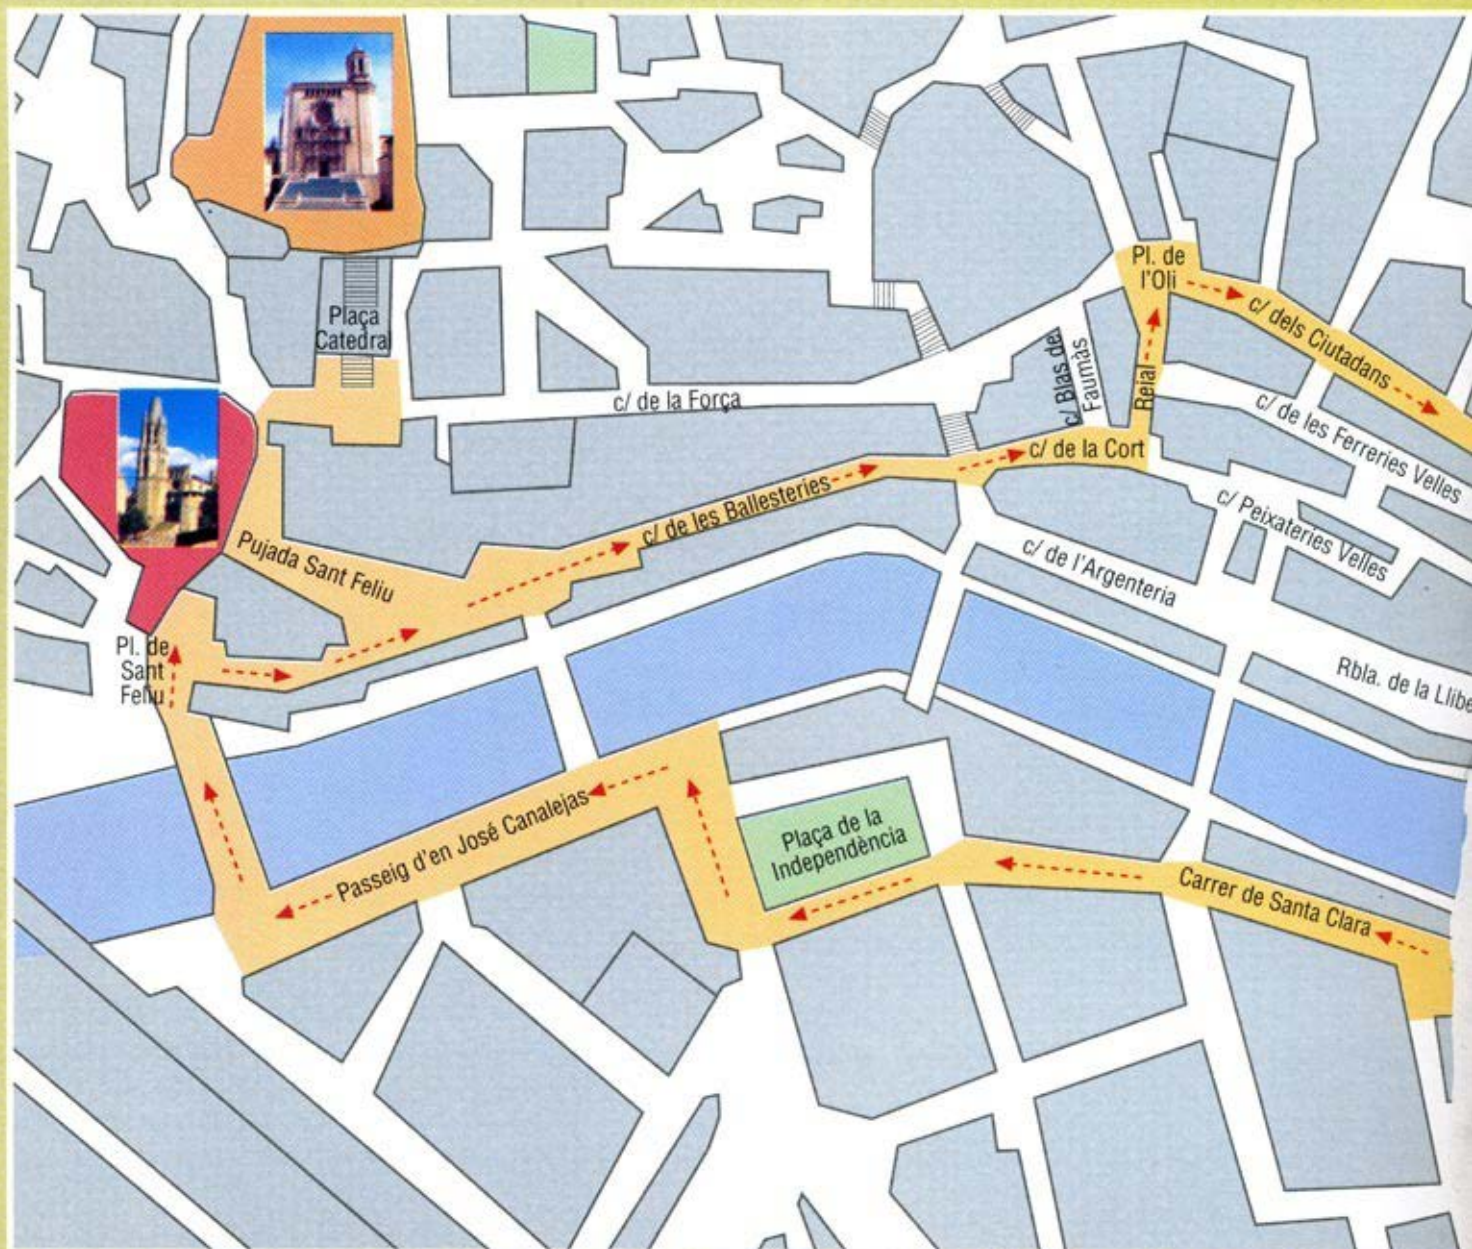 Pl. de
l'Oli
c/ dels Ciutadans
Plaça
Catedral
c/ Blas de
Faumàs
Reial
c/ de la Força
c/ de les Ferreries Velles
c/ de la Cort
c/ de les Ballesteries
c/ Peixateries Velles
Pujada Sant Feliu
c/ de l'Argenteria
Pl. de
Sant
Feliu
Rbla. de la Llibe
Plaça de la
Independència
Passeig d'en José Canalejas
Carrer de Santa Clara